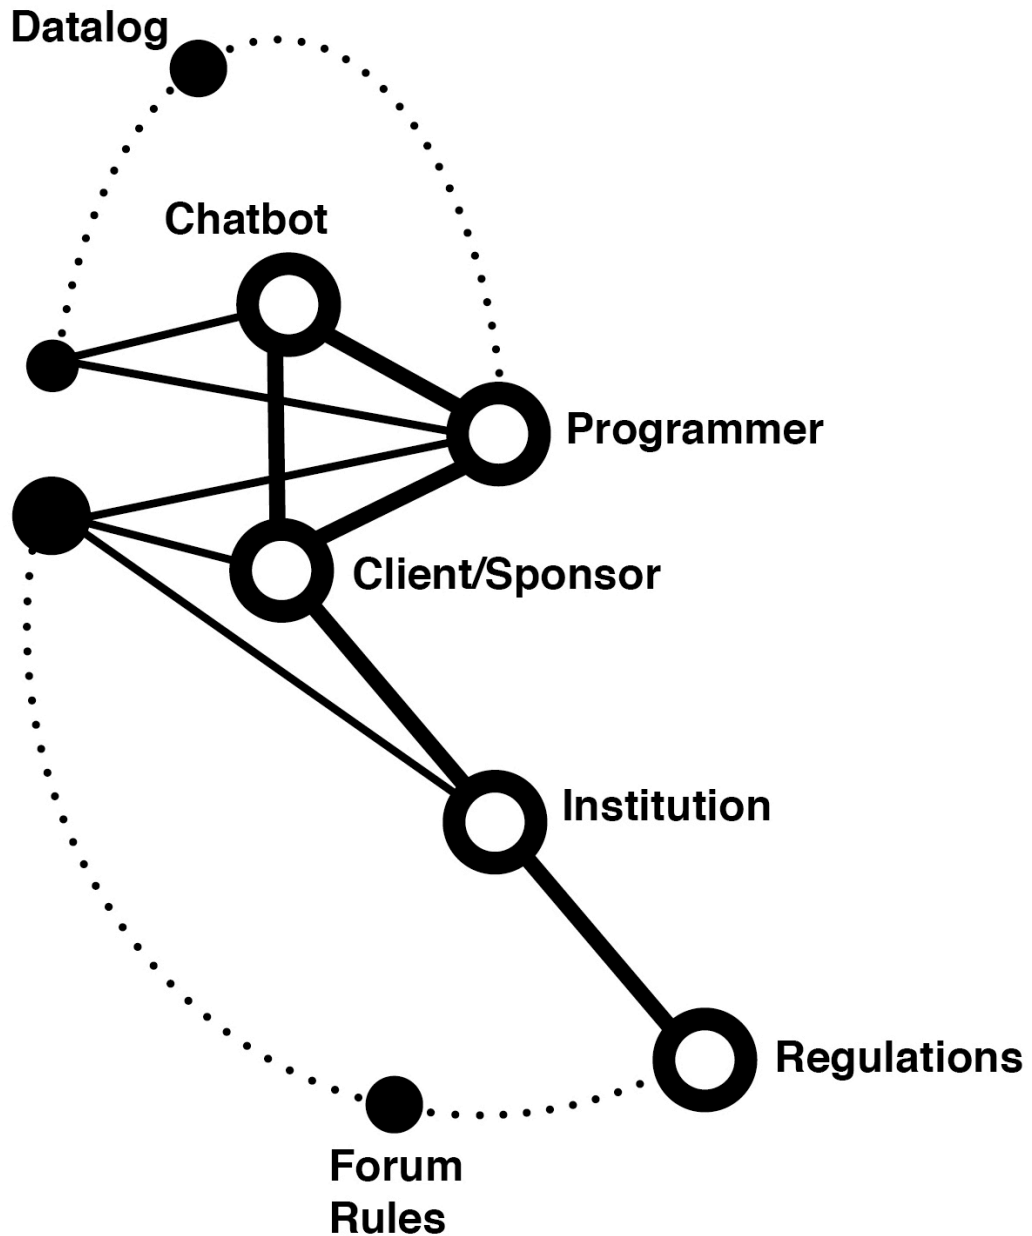 Datalog
Chatbot
Programmer
Client/Sponsor
Institution
Regulations
Forum
Rules